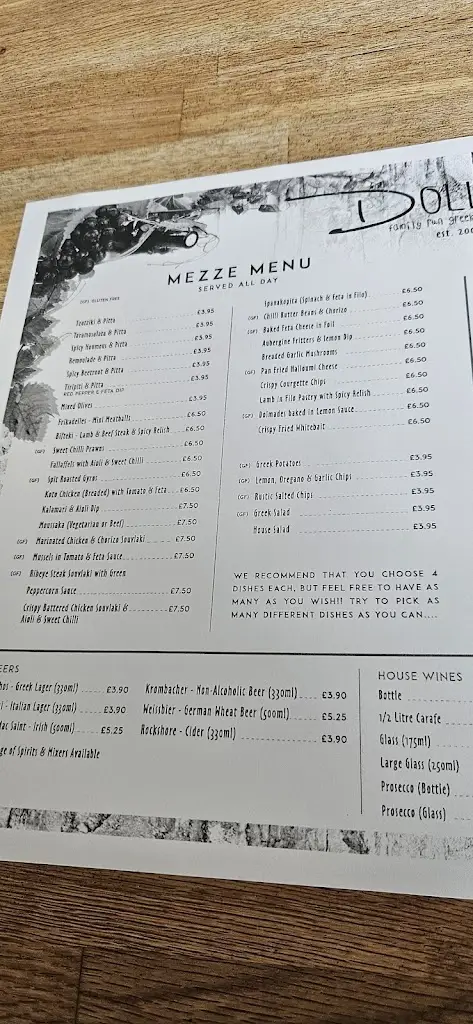 DOLI
family run greek
est. 200
MEZZE MENU
SERVED ALL DAY
(GF) GLUTEN FREE
Tzatziki & Pitta £3.95
Taramosalata & Pitta £3.95
Spicy Houmous & Pitta £3.95
Remoulade & Pitta £3.95
Spicy Beetroot & Pitta £3.95
Tiripiti & Pitta £3.95
RED PEPPER & FETA DIP
Mixed Olives £3.95
Frikadelles - Mini Meatballs £6.50
Bifteki - Lamb & Beef Steak & Spicy Relish £6.50
(GF) Sweet Chilli Prawns £6.50
Fallaffels with Aioli & Sweet Chilli £6.50
(GF) Spit Roasted Gyros £6.50
Kota Chicken (Breaded) with Tomato & Feta £6.50
Kalamari & Aioli Dip £7.50
Moussaka (Vegetarian or Beef) £7.50
(GF) Marinated Chicken & Chorizo Souvlaki £7.50
(GF) Mussels in Tomato & Feta Sauce £7.50
(GF) Ribeye Steak Souvlaki with Green
Peppercorn Sauce £7.50
Crispy Battered Chicken Souvlaki & £7.50
Aioli & Sweet Chilli
Spanakopita (Spinach & Feta in Filo) £6.50
(GF) Chilli Butter Beans & Chorizo £6.50
(GF) Baked Feta Cheese in Foil £6.50
Aubergine Fritters & Lemon Dip £6.50
Breaded Garlic Mushrooms £6.50
(GF) Pan Fried Halloumi Cheese £6.50
Crispy Courgette Chips £6.50
Lamb in Filo Pastry with Spicy Relish £6.50
(GF) Dolmades baked in Lemon Sauce £6.50
Crispy Fried Whitebait £6.50
(GF) Greek Potatoes £3.95
(GF) Lemon, Oregano & Garlic Chips £3.95
(GF) Rustic Salted Chips £3.95
(GF) Greek Salad £3.95
House Salad £3.95
WE RECOMMEND THAT YOU CHOOSE 4
DISHES EACH, BUT FEEL FREE TO HAVE AS
MANY AS YOU WISH!! TRY TO PICK AS
MANY DIFFERENT DISHES AS YOU CAN....
EERS
hos - Greek Lager (330ml) £3.90
i - Italian Lager (330ml) £3.90
ac Saint - Irish (500ml) £5.25
ge of Spirits & Mixers Available
Krombacher - Non-Alcoholic Beer (330ml) £3.90
Weissbier - German Wheat Beer (500ml) £5.25
Rockshore - Cider (330ml) £3.90
HOUSE WINES
Bottle
1/2 Litre Carafe
Glass (175ml)
Large Glass (250ml)
Prosecco (Bottle)
Prosecco (Glass)